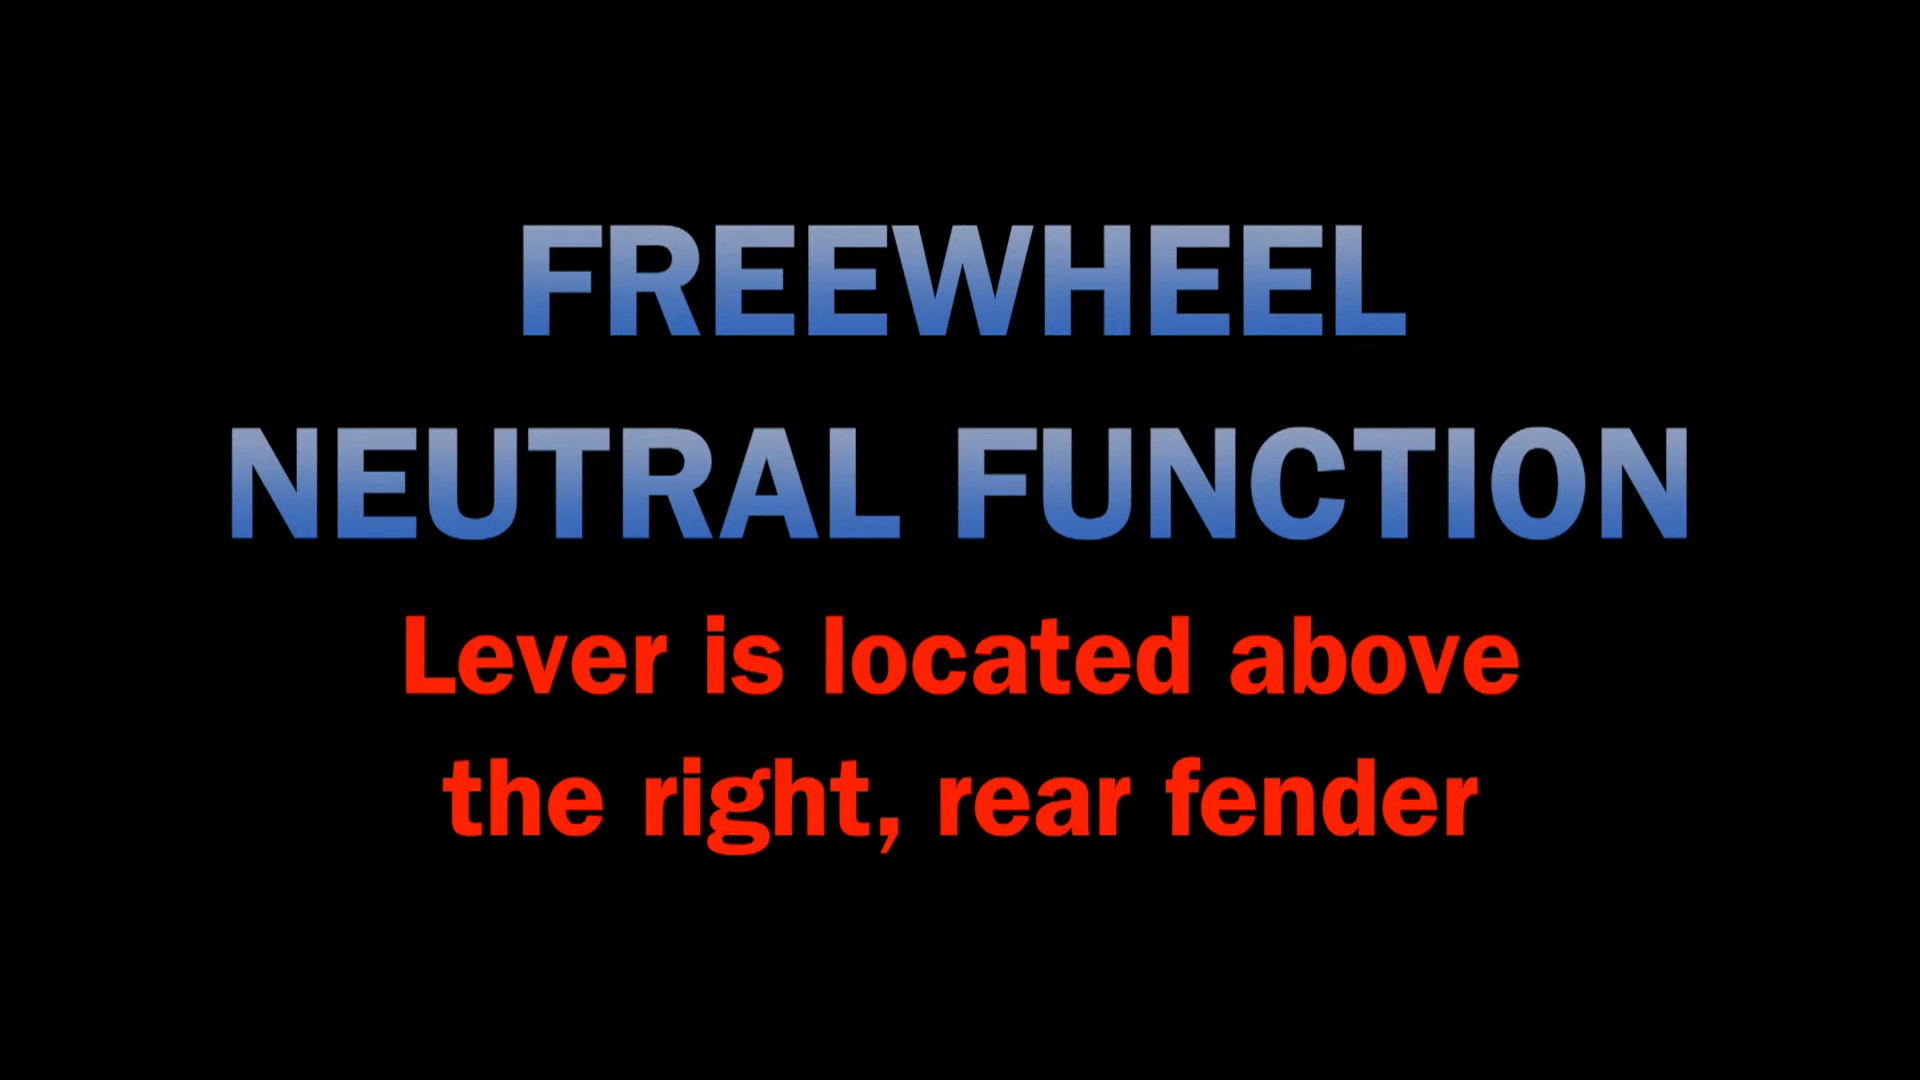 FREEWHEEL
NEUTRAL FUNCTION
Lever is located above
the right, rear fender